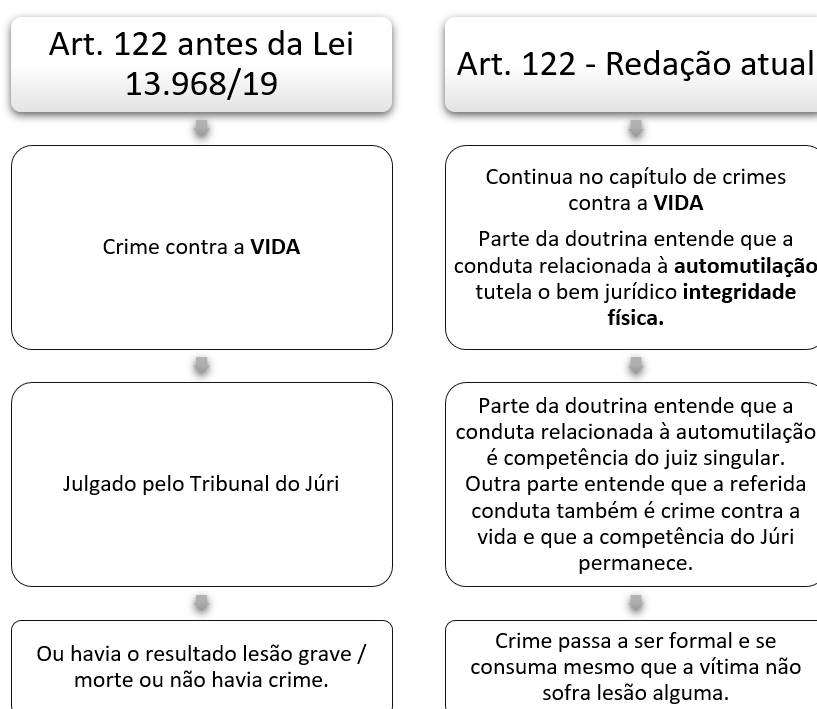 Art. 122 antes da Lei
13.968/19
Crime contra a VIDA
Julgado pelo Tribunal do Júri
Ou havia o resultado lesão grave /
morte ou não havia crime.
Art. 122 - Redação atual
Continua no capítulo de crimes
contra a VIDA
Parte da doutrina entende que a
conduta relacionada à automutilação
tutela o bem jurídico integridade
física.
Parte da doutrina entende que a
conduta relacionada à automutilação
é competência do juiz singular.
Outra parte entende que a referida
conduta também é crime contra a
vida e que a competência do Júri
permanece.
Crime passa a ser formal e se
consuma mesmo que a vítima não
sofra lesão alguma.